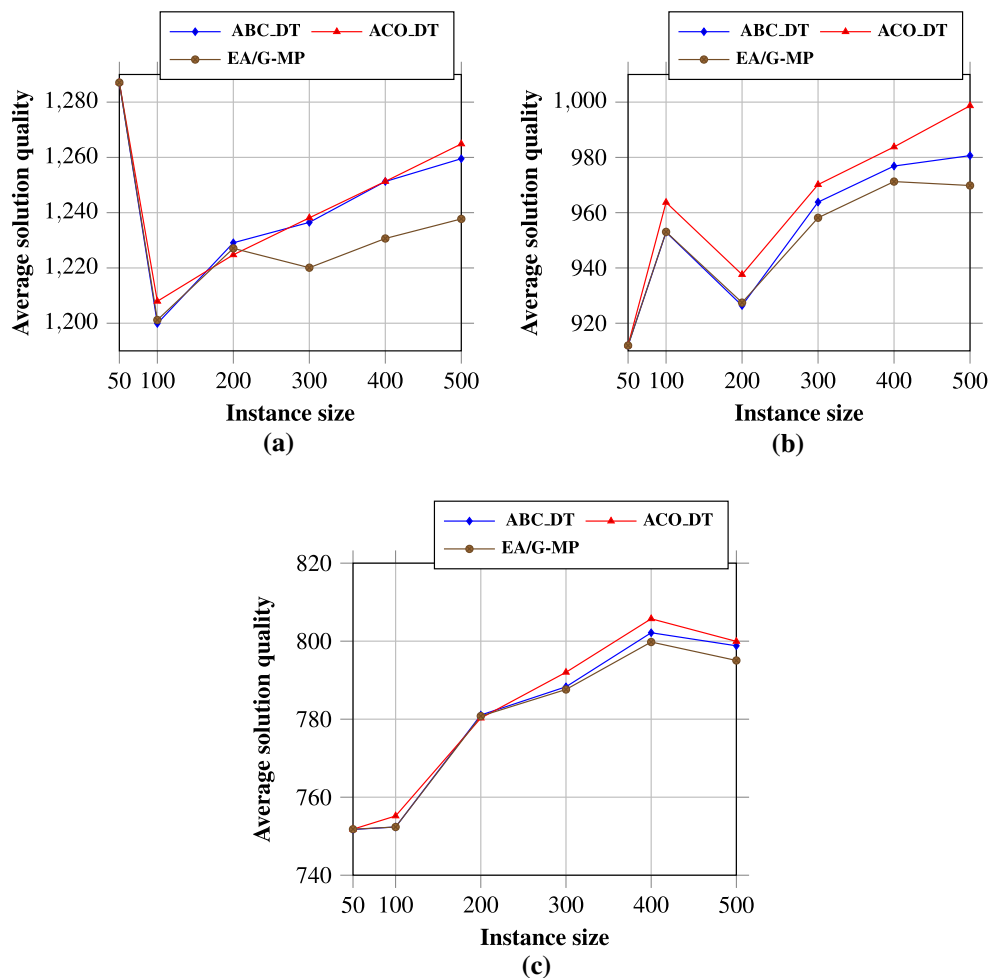 ABC_DT ACO_DT
EA/G-MP
Average solution quality
1,280
1,260
1,240
1,220
1,200
50 100 200 300 400 500
Instance size
(a)
ABC_DT ACO_DT
EA/G-MP
Average solution quality
1,000
980
960
940
920
50 100 200 300 400 500
Instance size
(b)
ABC_DT ACO_DT
EA/G-MP
Average solution quality
820
800
780
760
740
50 100 200 300 400 500
Instance size
(c)